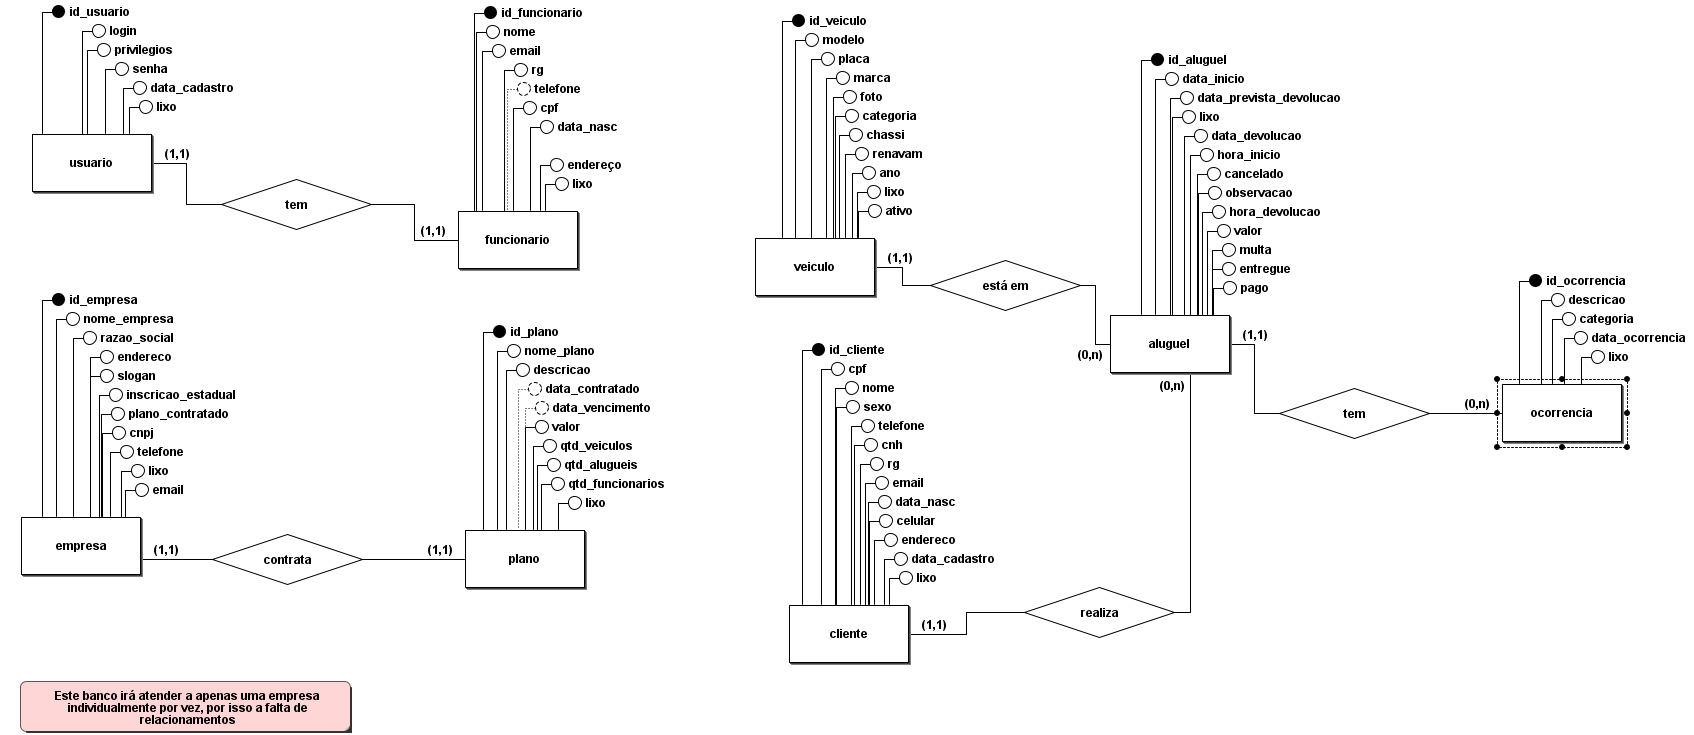 id_usuario
login
privilegios
senha
data_cadastro
lixo
usuario
(1,1)
tem
(1,1)
id_funcionario
nome
email
rg
telefone
cpf
data_nasc
endereço
lixo
funcionario
id_empresa
nome_empresa
razao_social
endereco
slogan
inscricao_estadual
plano_contratado
cnpj
telefone
lixo
email
empresa
(1,1)
contrata
(1,1)
id_plano
nome_plano
descricao
data_contratado
data_vencimento
valor
qtd_veiculos
qtd_alugueis
qtd_funcionarios
lixo
plano
id_veiculo
modelo
placa
marca
foto
categoria
chassi
renavam
ano
lixo
ativo
veiculo
(1,1)
está em
(0,n)
id_aluguel
data_inicio
data_prevista_devolucao
lixo
data_devolucao
hora_inicio
cancelado
observacao
hora_devolucao
valor
multa
entregue
pago
aluguel
(1,1)
(0,n)
tem
(0,n)
id_ocorrencia
descricao
categoria
data_ocorrencia
lixo
ocorrencia
id_cliente
cpf
nome
sexo
telefone
cnh
rg
email
data_nasc
celular
endereco
data_cadastro
lixo
cliente
(1,1)
realiza
Este banco irá atender a apenas uma empresa
individualmente por vez, por isso a falta de
relacionamentos